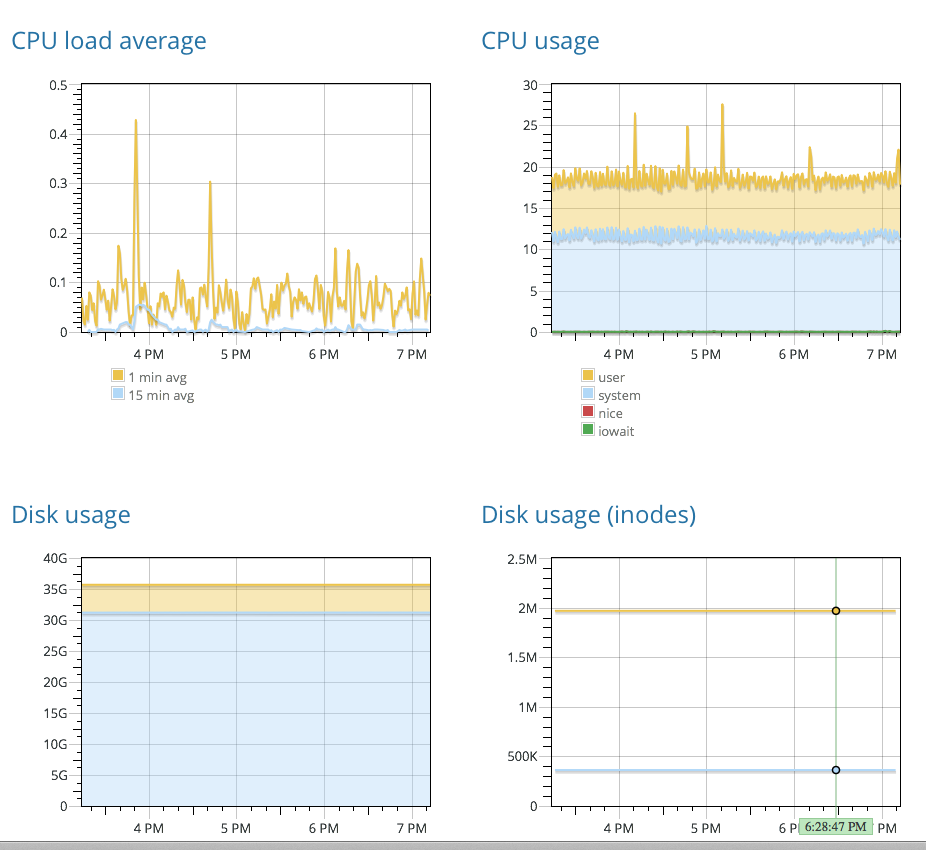 CPU load average
0.5
0.4
0.3
0.2
0.1
0
4 PM 5 PM 6 PM 7 PM
1 min avg
15 min avg
CPU usage
30
25
20
15
10
5
0
4 PM 5 PM 6 PM 7 PM
user
system
nice
iowait
Disk usage
40G
35G
30G
25G
20G
15G
10G
5G
0
4 PM 5 PM 6 PM 7 PM
Disk usage (inodes)
2.5M
2M
1.5M
1M
500K
0
4 PM 5 PM 6 P 6:28:47 PM PM